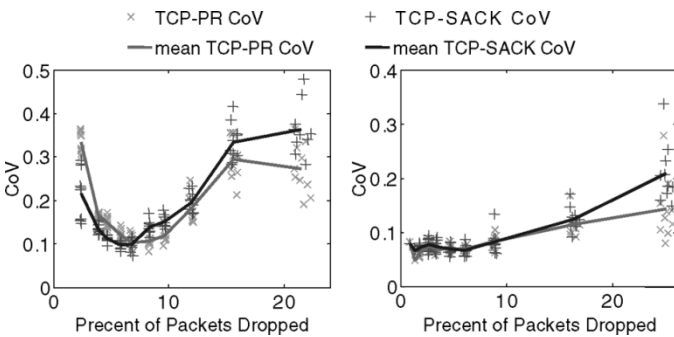 TCP-PR CoV
TCP-SACK CoV
mean TCP-PR CoV
mean TCP-SACK CoV
0.5
0.4
0.3
0.2
0.1
0
CoV
0
10
20
Precent of Packets Dropped
0.4
0.3
0.2
0.1
0
CoV
0
10
20
Precent of Packets Dropped